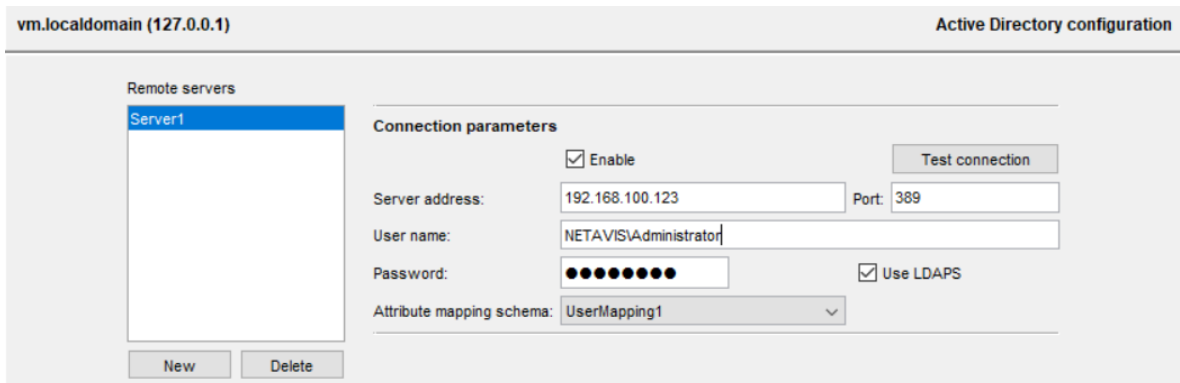 vm.localdomain (127.0.0.1) Active Directory configuration
Remote servers
Server1
Connection parameters
Enable Test connection
Server address: 192.168.100.123 Port: 389
User name: NETAVIS\Administrator
Password: ●●●●●●●● Use LDAPS
Attribute mapping schema: UserMapping1
New Delete